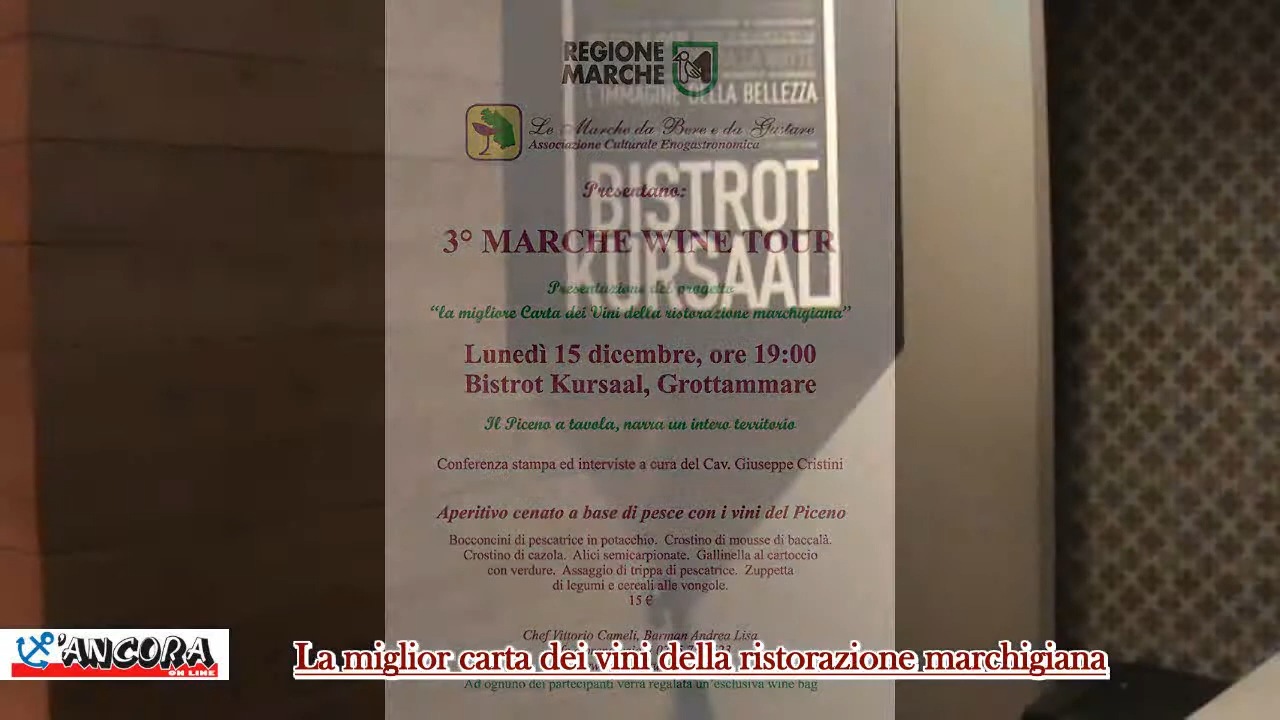 REGIONE
MARCHE
L'IMMAGINE DELLA BELLEZZA
Le Marche da Bere e da Gustare
Associazione Culturale Enogastronomica
Presentano:
BISTROT
3° MARCHE WINE TOUR
KURSAAL
Presentazione del progetto
“la migliore Carta dei Vini della ristorazione marchigiana”
Lunedì 15 dicembre, ore 19:00
Bistrot Kursaal, Grottammare
Il Piceno a tavola, narra un intero territorio
Conferenza stampa ed interviste a cura del Cav. Giuseppe Cristini
Aperitivo cenato a base di pesce con i vini del Piceno
Bocconcini di pescatrice in potacchio. Crostino di mousse di baccalà.
Crostino di cazola. Alici semicarpionate. Gallinella al cartoccio
con verdure. Assaggio di trippa di pescatrice. Zuppetta
di legumi e cereali alle vongole.
15 €
Chef Vittorio Cameli, Barman Andrea Lisa
L'ANCORA
ON LINE
La miglior carta dei vini della ristorazione marchigiana
Ad ognuno dei partecipanti verrà regalata un'esclusiva wine bag